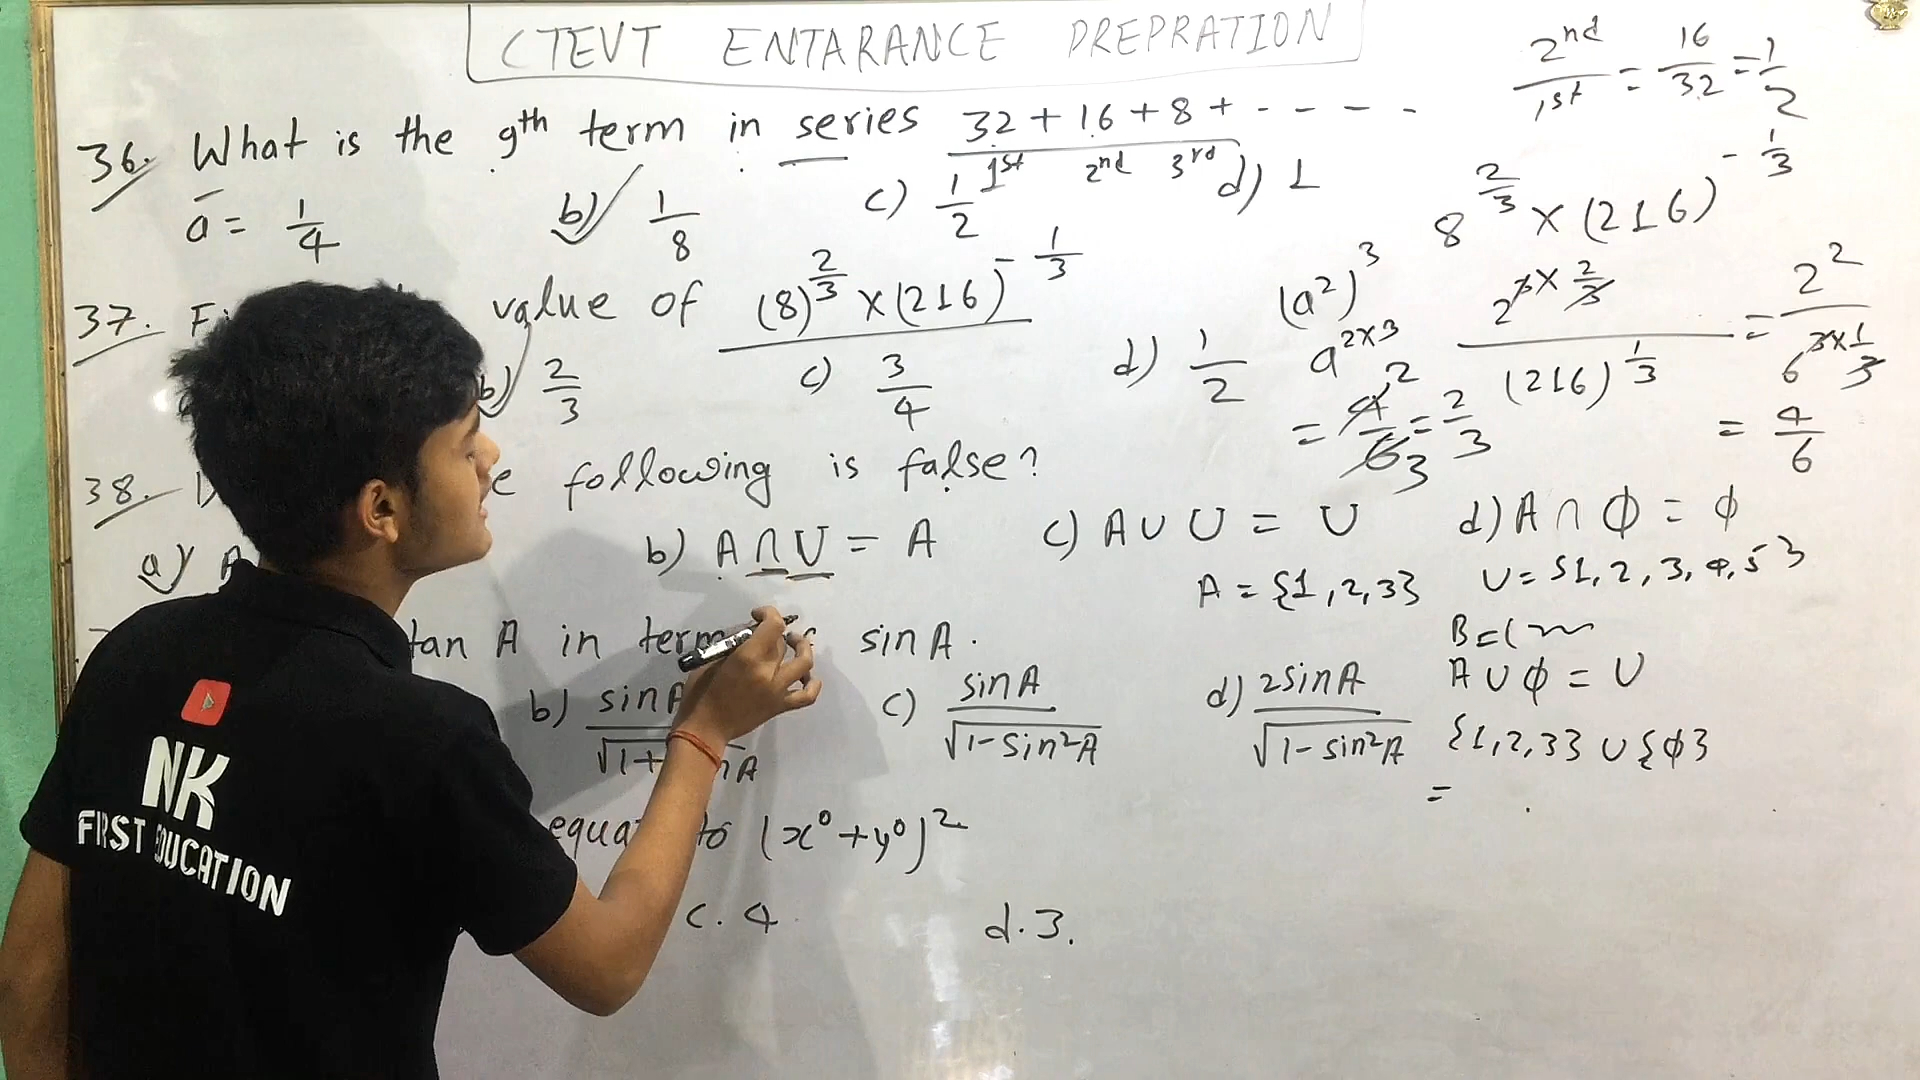 CTEVT ENTARANCE PREPRATION
2nd/1st = 16/32 = 1/2
36. What is the 9th term in series 32 + 16 + 8 + - - - -
1st 2nd 3rd
a = 1/4 b) 1/8 c) 1/2 d) 1
8^(2/3) × (216)^(-1/3)
37. value of (8)^(2/3) × (216)^(-1/3)
b) 2/3 c) 3/4 d) 1/2
(a²)³
a^(2×3)
2^(3×2/3) / (216)^(1/3) = 2² / 6^(3×1/3)
= 4/6
= 4/6 = 2/3
38. following is false?
a) A b) A ∩ U = A c) A ∪ U = U d) A ∩ ϕ = ϕ
A = {1, 2, 3} U = {1, 2, 3, 4, 5}
tan A in sin A.
B = {
A ∪ ϕ = U
b) c) sin A / √(1 - sin²A) d) 2 sin A / √(1 - sin²A)
{1, 2, 3} ∪ {ϕ}
=
to (x⁰ + y⁰)²
c. 4 d. 3.
NK
FIRST EDUCATION